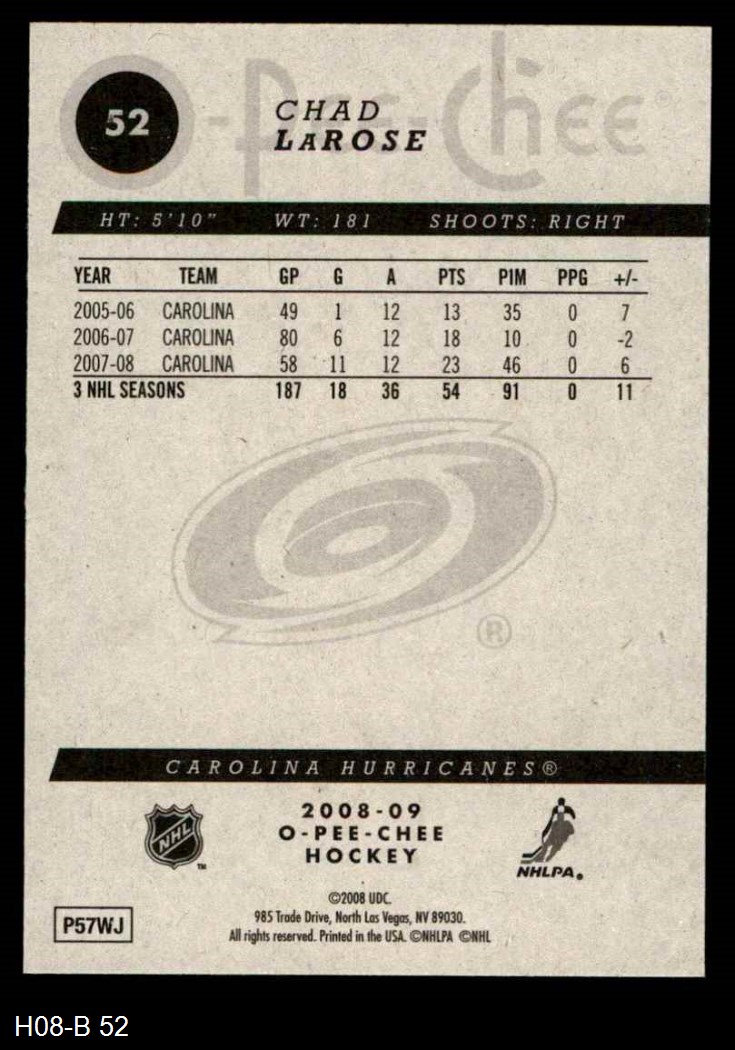 O-Pee-Chee®
52
CHAD
LAROSE
HT: 5'10" WT: 181 SHOOTS: RIGHT
YEAR TEAM GP G A PTS PIM PPG +/-
2005-06 CAROLINA 49 1 12 13 35 0 7
2006-07 CAROLINA 80 6 12 18 10 0 -2
2007-08 CAROLINA 58 11 12 23 46 0 6
3 NHL SEASONS 187 18 36 54 91 0 11
®
CAROLINA HURRICANES®
NHL
TM
2008-09
O-PEE-CHEE
HOCKEY
NHLPA®
©2008 UDC.
985 Trade Drive, North Las Vegas, NV 89030.
All rights reserved. Printed in the USA. ©NHLPA ©NHL
P57WJ
H08-B 52